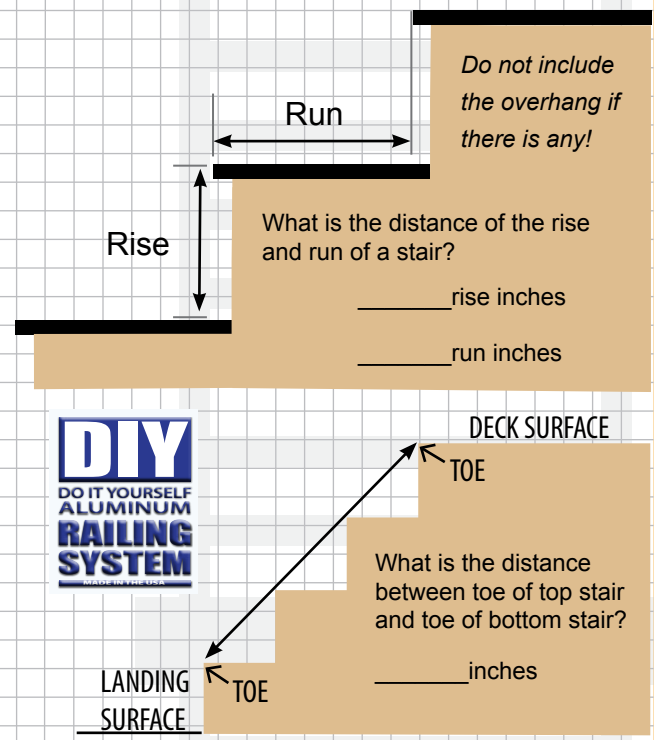 Do not include
the overhang if
there is any!
Run
Rise
What is the distance of the rise
and run of a stair?
________rise inches
________run inches
DECK SURFACE
TOE
DIY
DO IT YOURSELF
ALUMINUM
RAILING
SYSTEM
MADE IN THE USA
What is the distance
between toe of top stair
and toe of bottom stair?
________inches
LANDING
SURFACE
TOE